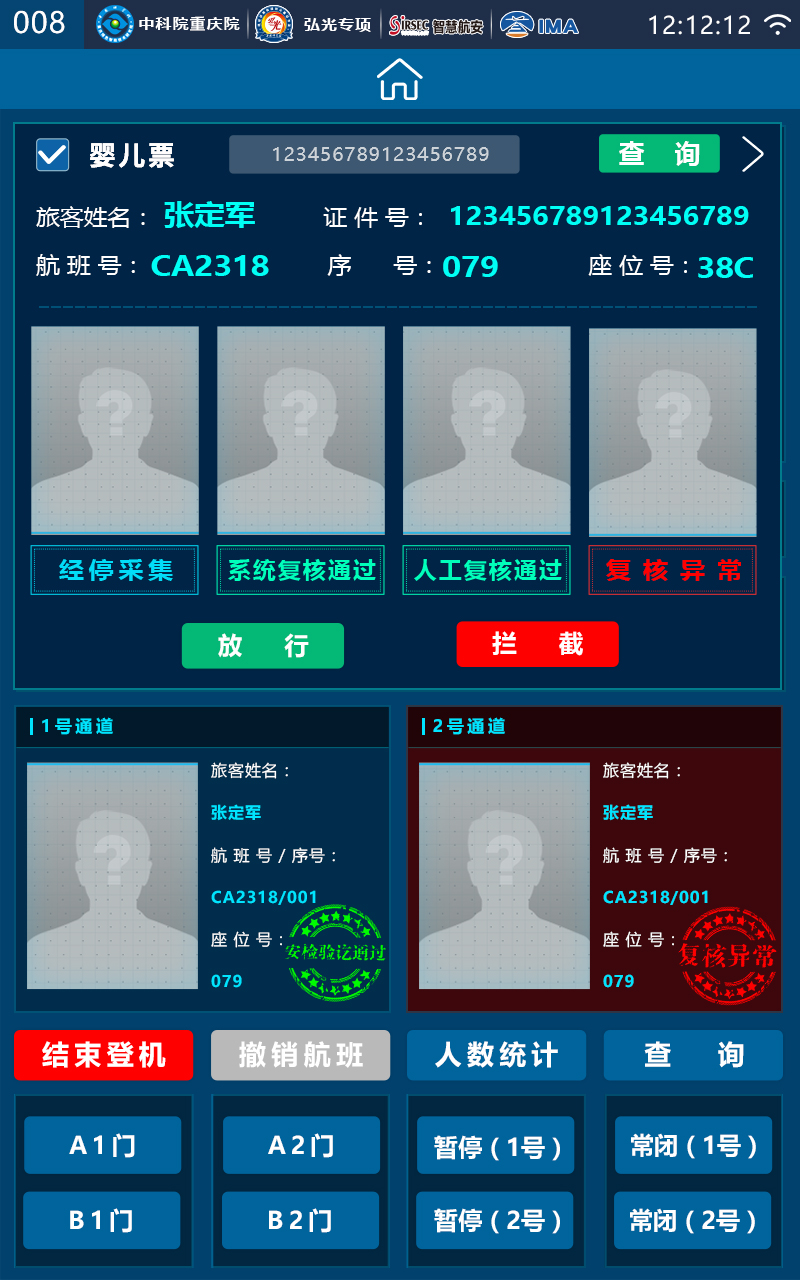 008 中科院重庆院 弘光专项 SiRSEC 智慧航安 IMA 12:12:12
婴儿票 123456789123456789 查 询
旅客姓名： 张定军 证件号： 123456789123456789
航班号： CA2318 序 号：079 座位号：38C
经停采集 系统复核通过 人工复核通过 复核异常
放 行 拦 截
1号通道
旅客姓名：
张定军
航班号/序号：
CA2318/001
座位号：
079
安检验讫通过
2号通道
旅客姓名：
张定军
航班号/序号：
CA2318/001
座位号：
079
复核异常
结束登机 撤销航班 人数统计 查 询
A1门 A2门 暂停（1号） 常闭（1号）
B1门 B2门 暂停（2号） 常闭（2号）